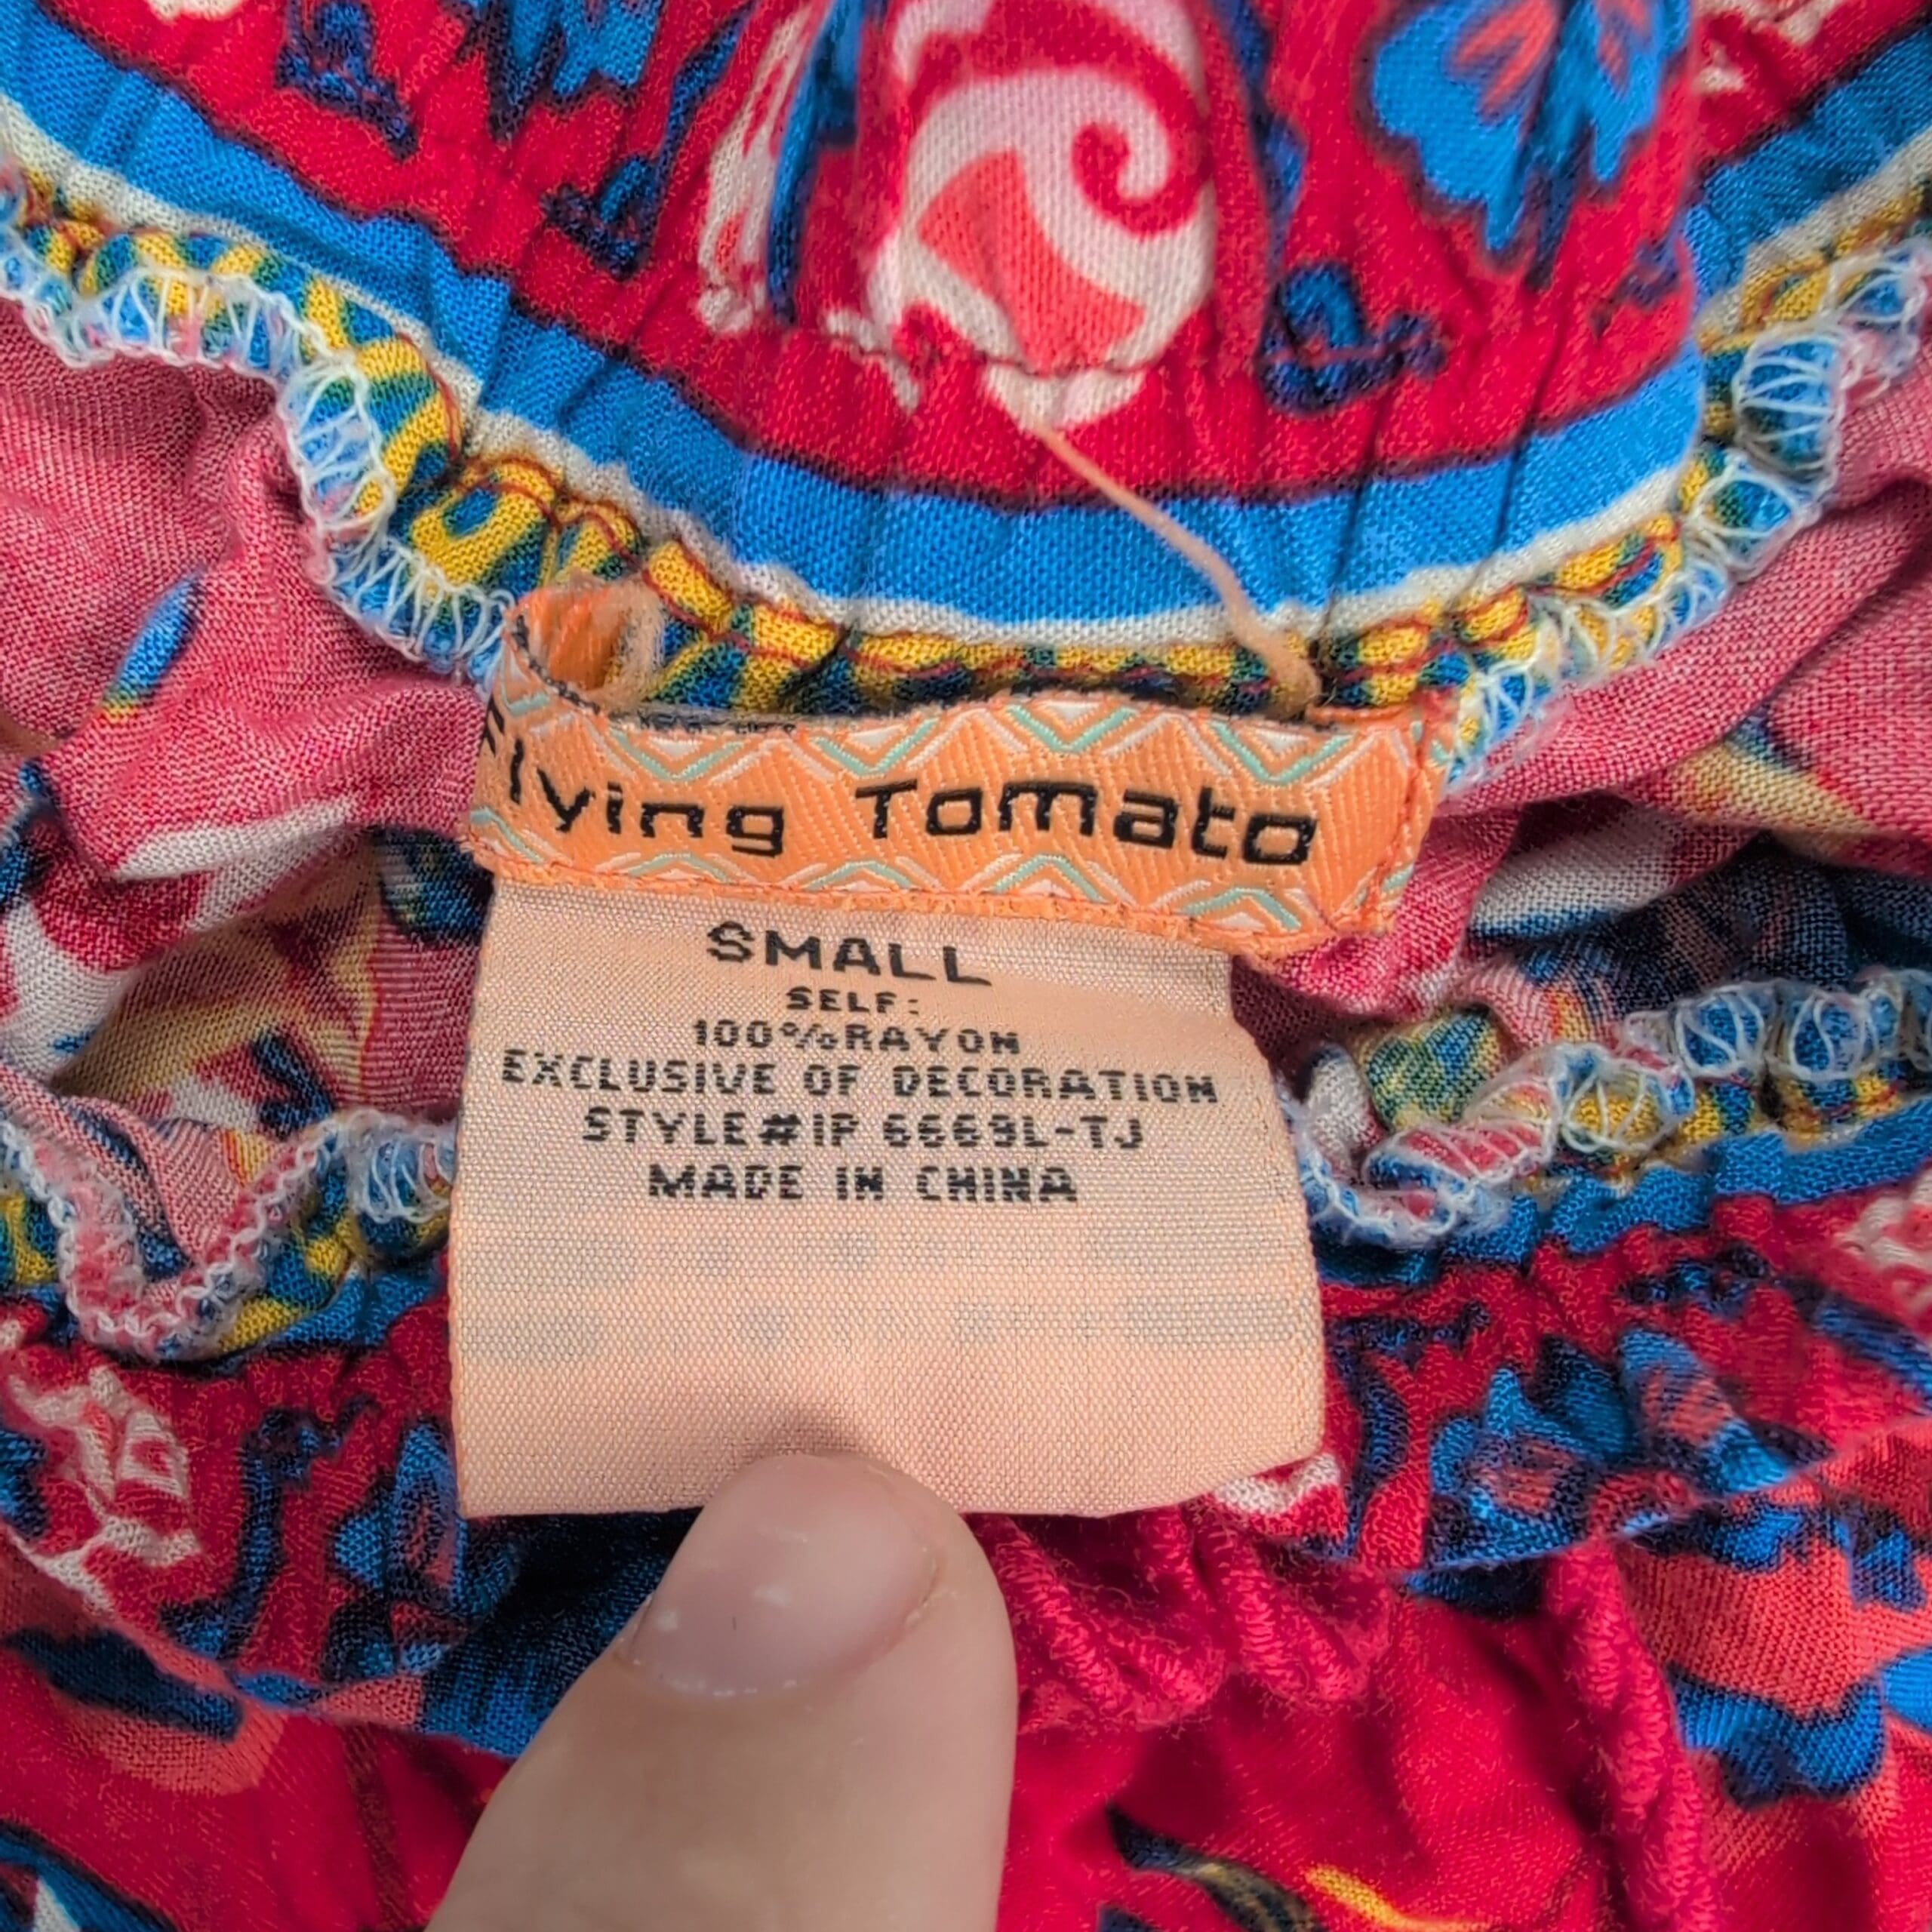 Flying Tomato
SMALL
SELF:
100%RAYON
EXCLUSIVE OF DECORATION
STYLE#IP 6669L-TJ
MADE IN CHINA